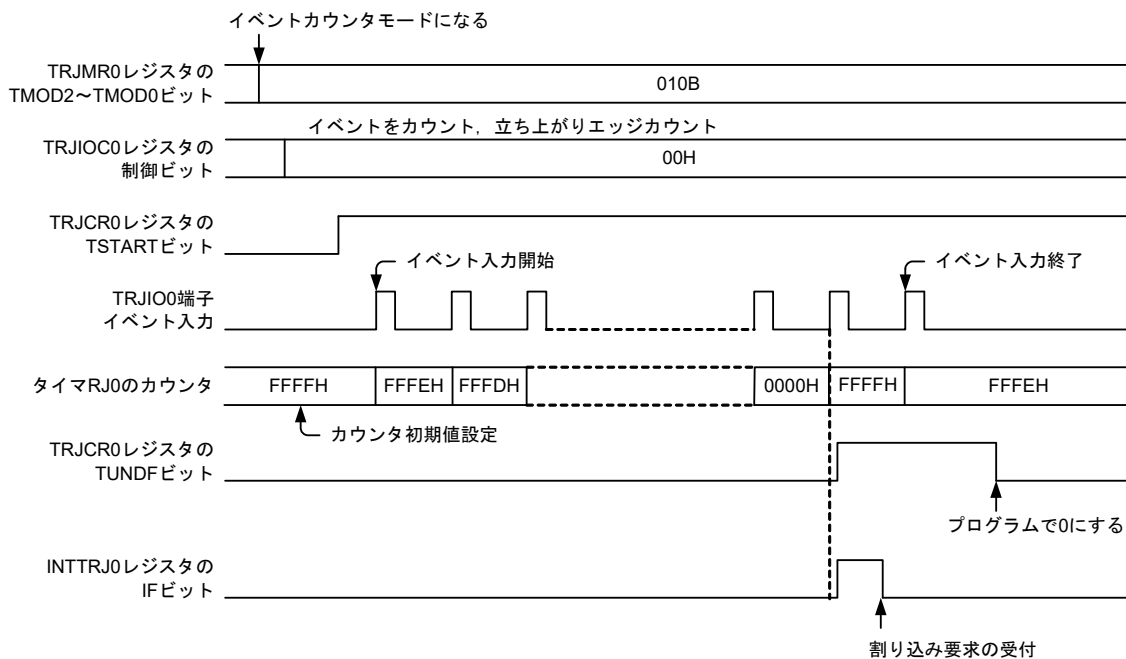 イベントカウンタモードになる
TRJMR0レジスタの
TMOD2～TMOD0ビット
010B
イベントをカウント，立ち上がりエッジカウント
TRJIOC0レジスタの
制御ビット
00H
TRJCR0レジスタの
TSTARTビット
イベント入力開始
イベント入力終了
TRJIO0端子
イベント入力
タイマRJ0のカウンタ
FFFFH FFFEH FFFDH 0000H FFFFH FFFEH
カウンタ初期値設定
TRJCR0レジスタの
TUNDFビット
プログラムで0にする
INTTRJ0レジスタの
IFビット
割り込み要求の受付